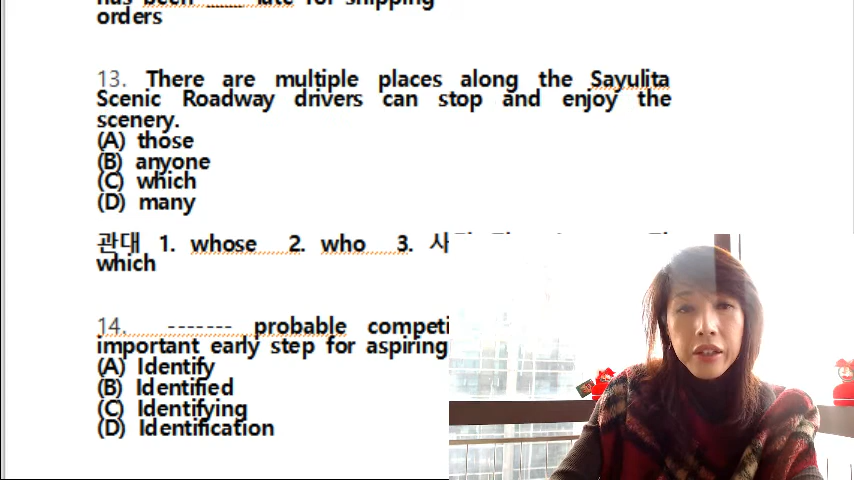 orders
13. There are multiple places along the Sayulita
Scenic Roadway drivers can stop and enjoy the
scenery.
(A) those
(B) anyone
(C) which
(D) many
관대 1. whose 2. who 3.
which
14. ------- probable
important early step for aspiring
(A) Identify
(B) Identified
(C) Identifying
(D) Identification